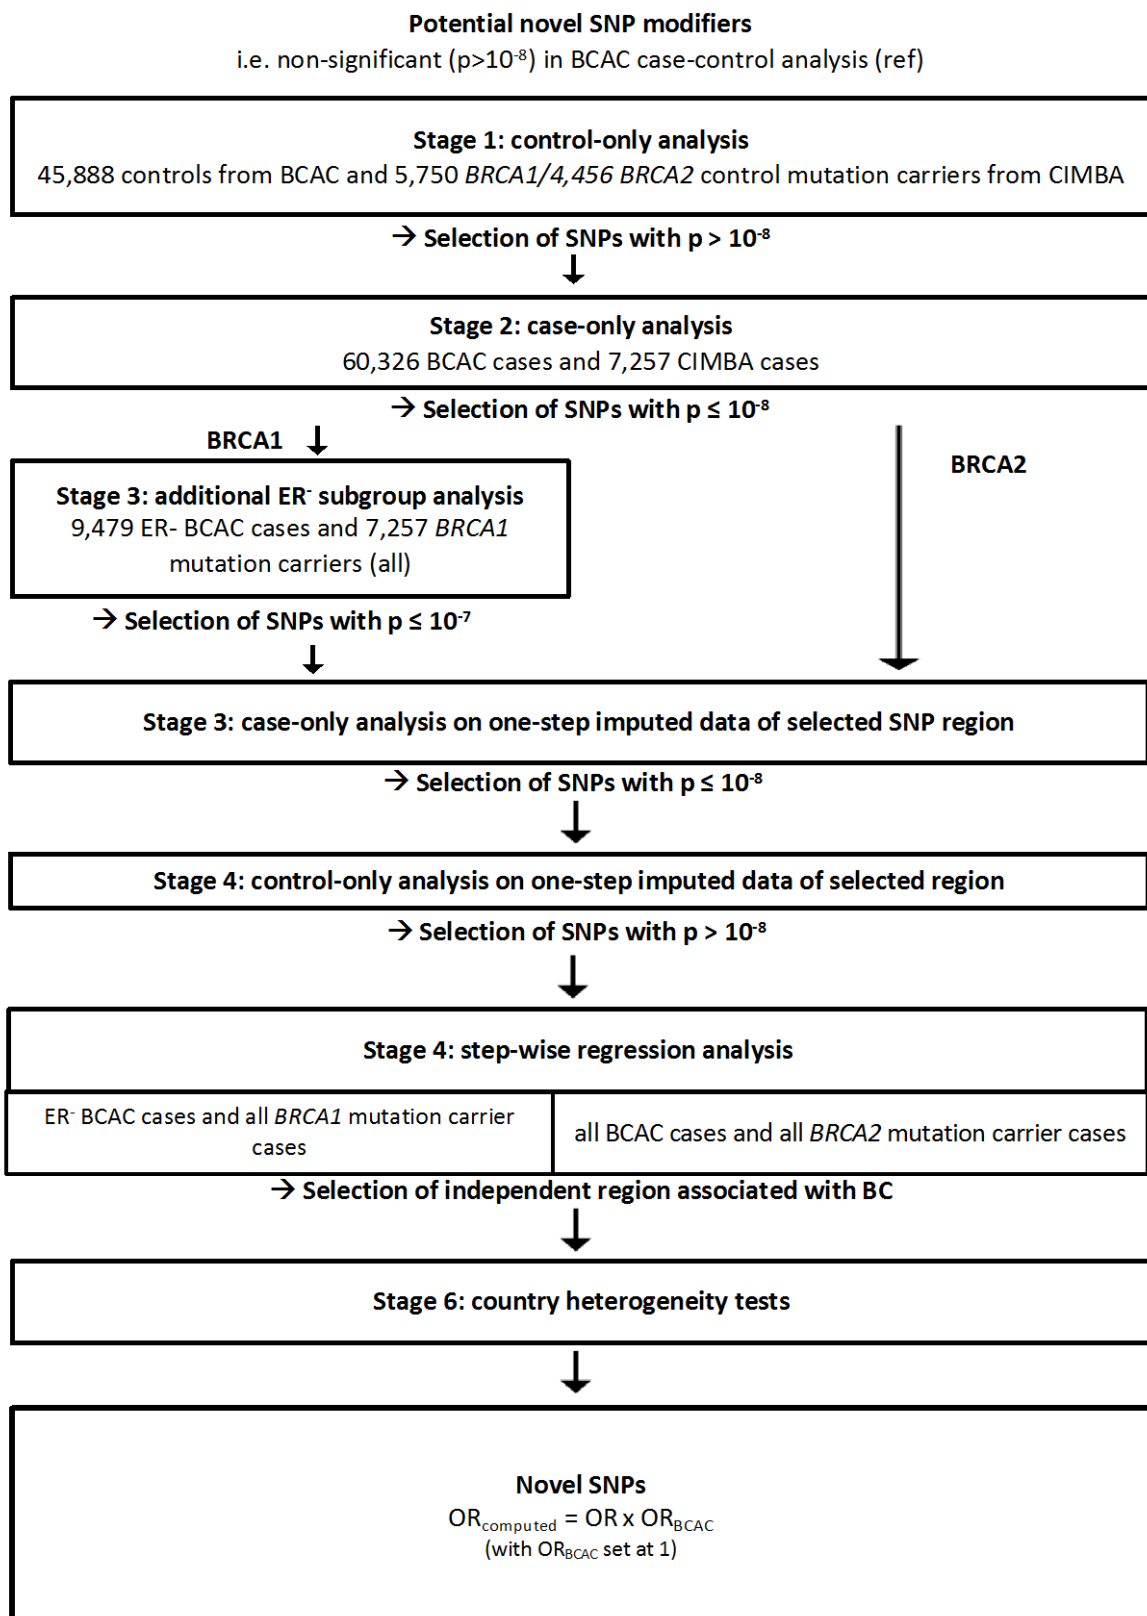 Potential novel SNP modifiers
i.e. non-significant (p>10⁻⁸) in BCAC case-control analysis (ref)
Stage 1: control-only analysis
45,888 controls from BCAC and 5,750 BRCA1/4,456 BRCA2 control mutation carriers from CIMBA
→ Selection of SNPs with p > 10⁻⁸
Stage 2: case-only analysis
60,326 BCAC cases and 7,257 CIMBA cases
→ Selection of SNPs with p ≤ 10⁻⁸
BRCA1
BRCA2
Stage 3: additional ER⁻ subgroup analysis
9,479 ER- BCAC cases and 7,257 BRCA1
mutation carriers (all)
→ Selection of SNPs with p ≤ 10⁻⁷
Stage 3: case-only analysis on one-step imputed data of selected SNP region
→ Selection of SNPs with p ≤ 10⁻⁸
Stage 4: control-only analysis on one-step imputed data of selected region
→ Selection of SNPs with p > 10⁻⁸
Stage 4: step-wise regression analysis
ER⁻ BCAC cases and all BRCA1 mutation carrier
cases
all BCAC cases and all BRCA2 mutation carrier cases
→ Selection of independent region associated with BC
Stage 6: country heterogeneity tests
Novel SNPs
ORcomputed = OR x ORBCAC
(with ORBCAC set at 1)